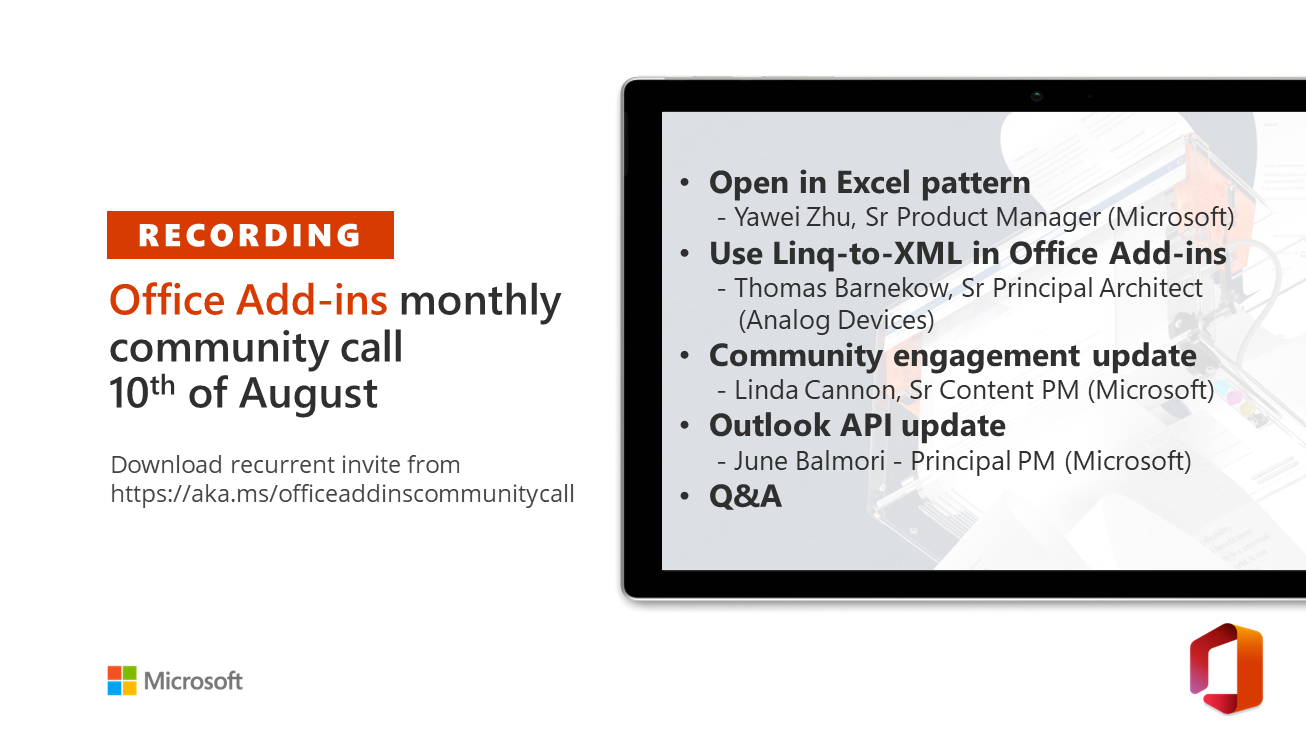 RECORDING
Office Add-ins monthly
community call
10th of August
Download recurrent invite from
https://aka.ms/officeaddinscommunitycall
• Open in Excel pattern
- Yawei Zhu, Sr Product Manager (Microsoft)
• Use Linq-to-XML in Office Add-ins
- Thomas Barnekow, Sr Principal Architect
(Analog Devices)
• Community engagement update
- Linda Cannon, Sr Content PM (Microsoft)
• Outlook API update
- June Balmori - Principal PM (Microsoft)
• Q&A
Microsoft